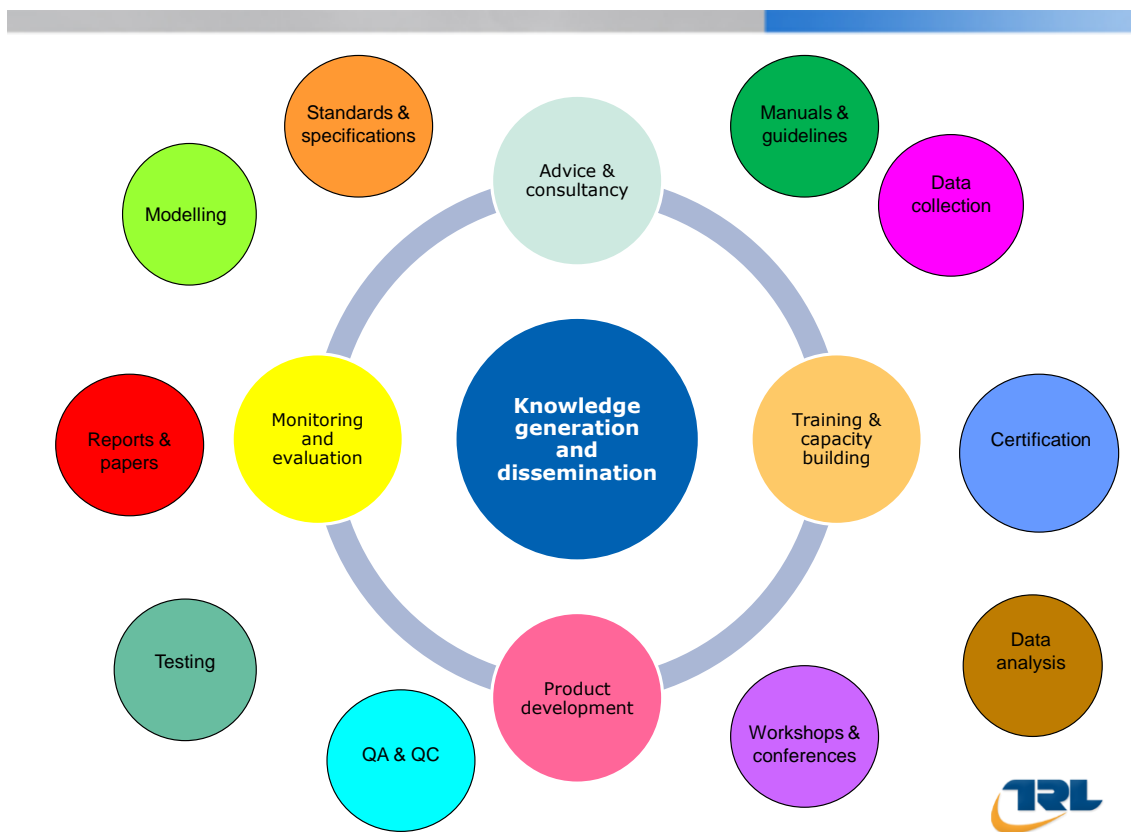 Standards &
specifications
Manuals &
guidelines
Advice &
consultancy
Data
collection
Modelling
Knowledge
generation
and
dissemination
Monitoring
and
evaluation
Training &
capacity
building
Reports &
papers
Certification
Testing
Data
analysis
Product
development
Workshops &
conferences
QA & QC
TRL